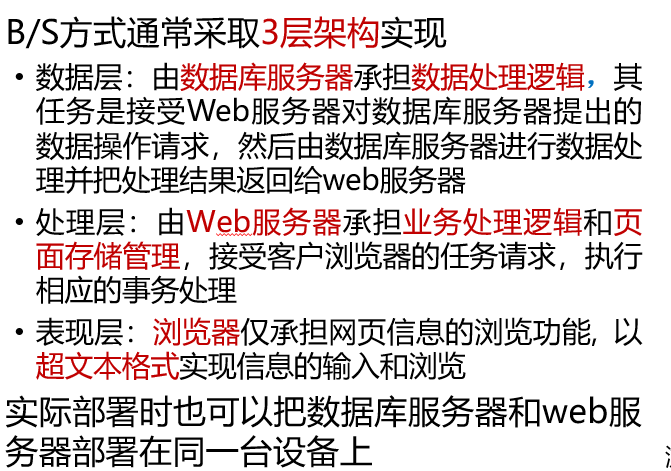 B/S方式通常采取3层架构实现
• 数据层：由数据库服务器承担数据处理逻辑，其
任务是接受Web服务器对数据库服务器提出的
数据操作请求，然后由数据库服务器进行数据处
理并把处理结果返回给web服务器
• 处理层：由Web服务器承担业务处理逻辑和页
面存储管理，接受客户浏览器的任务请求，执行
相应的事务处理
• 表现层：浏览器仅承担网页信息的浏览功能, 以
超文本格式实现信息的输入和浏览
实际部署时也可以把数据库服务器和web服
务器部署在同一台设备上